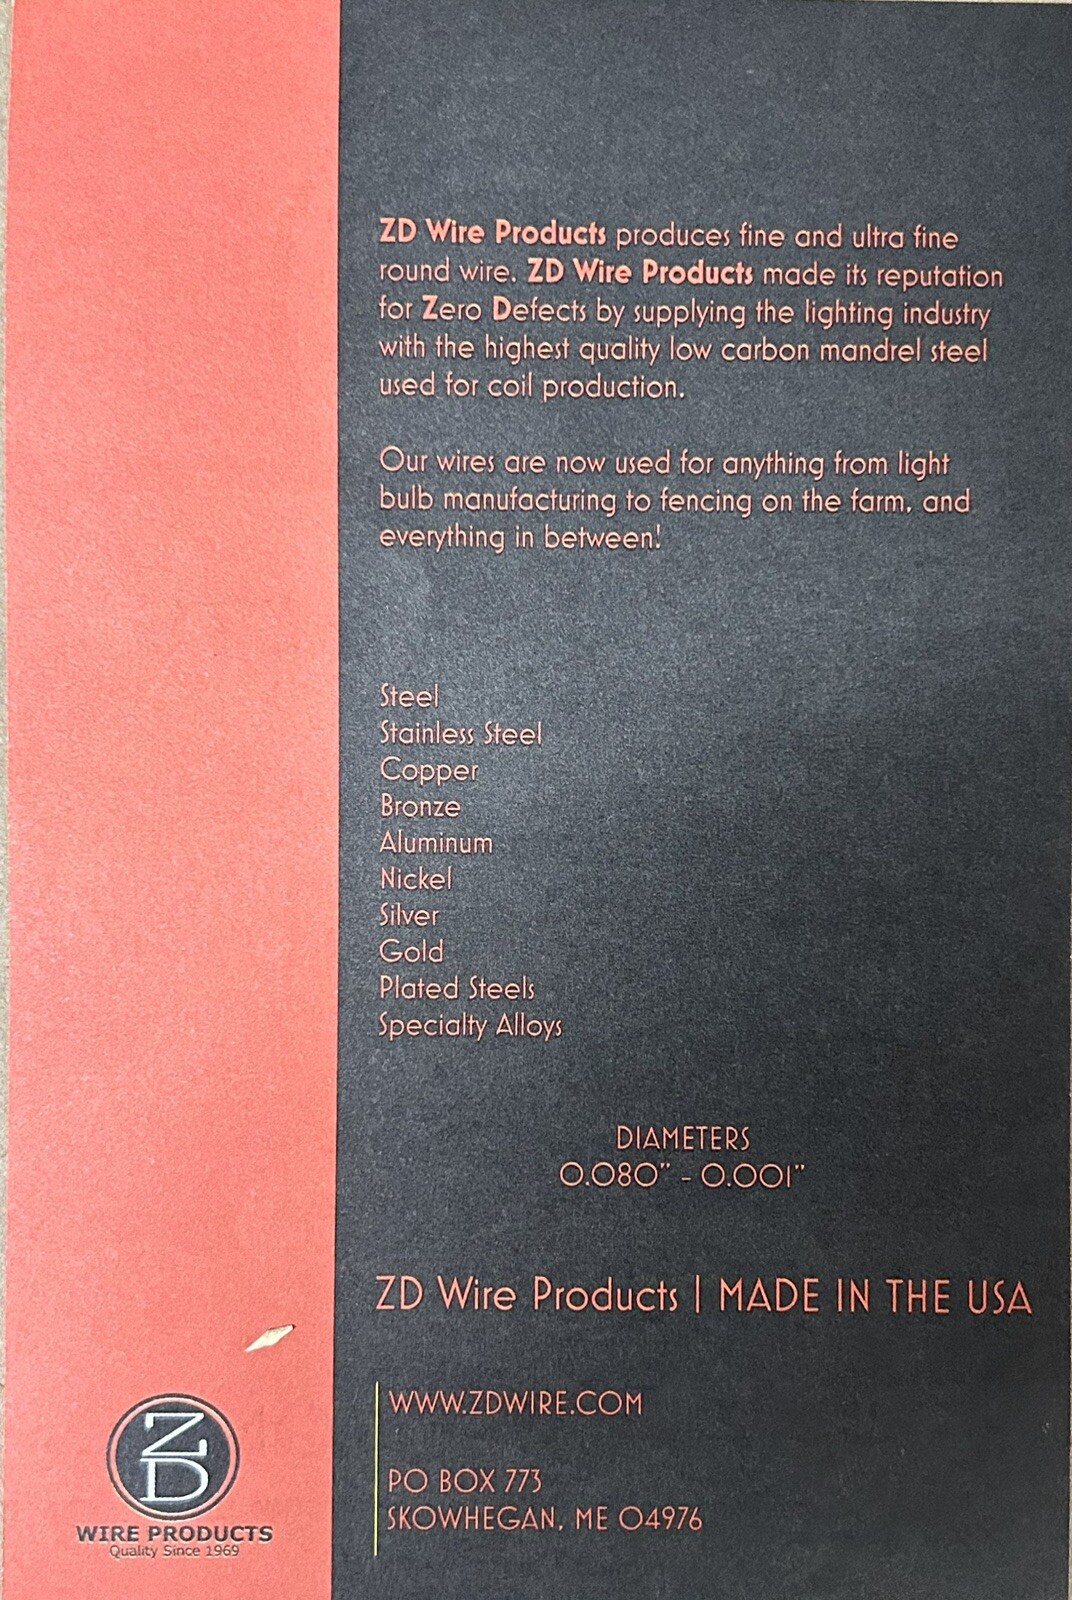 ZD Wire Products produces fine and ultra fine
round wire. ZD Wire Products made its reputation
for Zero Defects by supplying the lighting industry
with the highest quality low carbon mandrel steel
used for coil production.
Our wires are now used for anything from light
bulb manufacturing to fencing on the farm, and
everything in between!
Steel
Stainless Steel
Copper
Bronze
Aluminum
Nickel
Silver
Gold
Plated Steels
Specialty Alloys
DIAMETERS
0.080" - 0.001"
ZD Wire Products | MADE IN THE USA
WWW.ZDWIRE.COM
PO BOX 773
SKOWHEGAN, ME 04976
ZD
WIRE PRODUCTS
Quality Since 1969